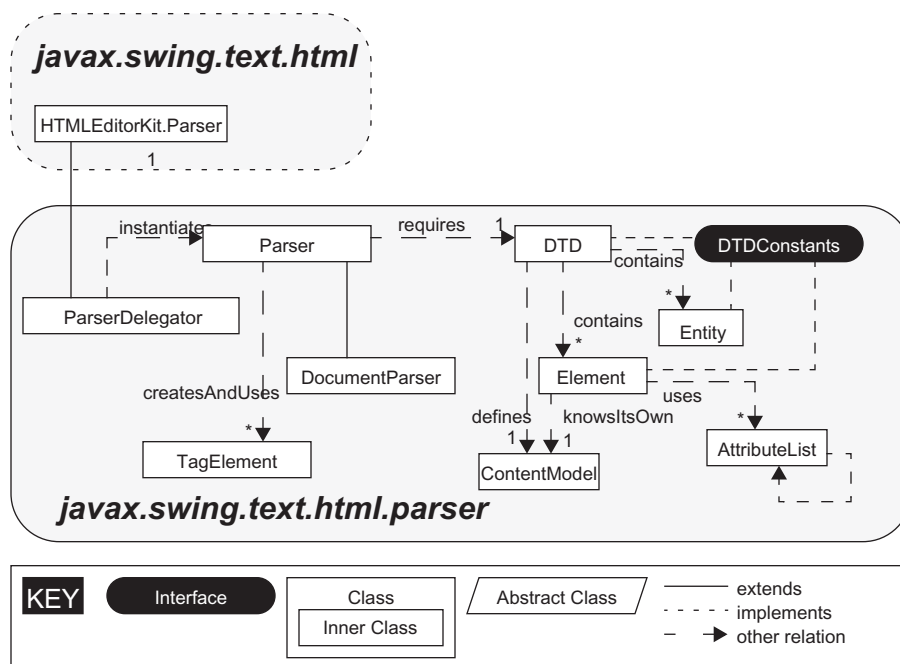 javax.swing.text.html
HTMLEditorKit.Parser
1
instantiates
Parser
requires
1
DTD
DTDConstants
contains
ParserDelegator
*
Entity
contains
*
DocumentParser
Element
createsAndUses
uses
defines
knowsItsOwn
*
*
1
1
TagElement
ContentModel
AttributeList
javax.swing.text.html.parser
KEY
Interface
Class
Inner Class
Abstract Class
extends
implements
other relation